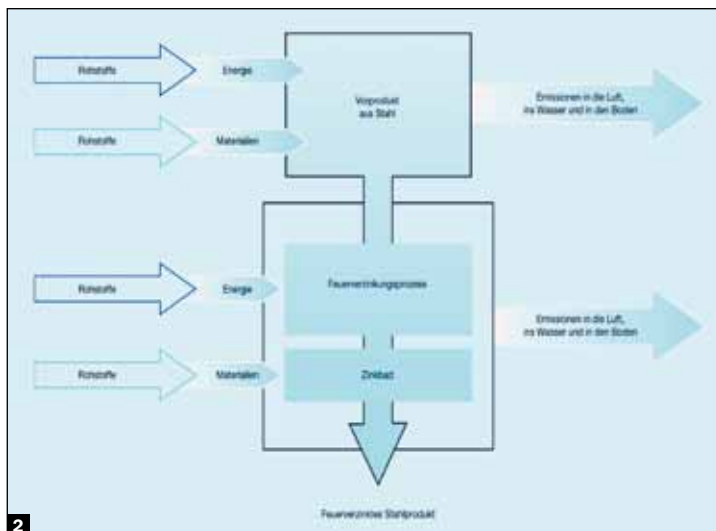 Rohstoffe
Energie
Vorprodukt
aus Stahl
Emissionen in die Luft,
ins Wasser und in den Boden
Rohstoffe
Materialien
Rohstoffe
Energie
Feuerverzinkungsprozess
Emissionen in die Luft,
ins Wasser und in den Boden
Rohstoffe
Materialien
Zinkbad
Feuerverzinktes Stahlprodukt
2